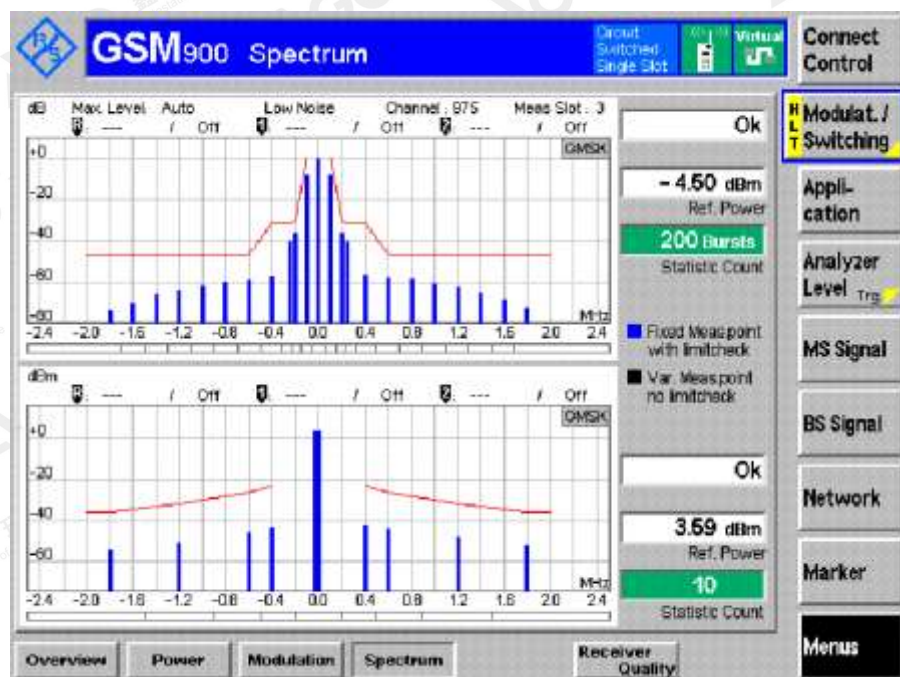 R&S
GSM900 Spectrum
Circuit
Switched
Single Slot
Virtual
Connect
Control
dB Max. Level Auto Low Noise Channel : 975 Meas Slot : 3
--- / Off --- / Off --- / Off
GMSK
+0
-20
-40
-60
-80
MHz
-2.4 -2.0 -1.6 -1.2 -0.8 -0.4 0.0 0.4 0.8 1.2 1.6 2.0 2.4
Ok
- 4.50 dBm
Ref. Power
200 Bursts
Statistic Count
Fixed Meas.point
with limitcheck
Var. Meas.point
no limitcheck
dBm
--- / Off --- / Off --- / Off
GMSK
+0
-20
-40
-60
MHz
-2.4 -2.0 -1.6 -1.2 -0.8 -0.4 0.0 0.4 0.8 1.2 1.6 2.0 2.4
Ok
3.59 dBm
Ref. Power
10
Statistic Count
HLT
Modulat. /
Switching
Appli-
cation
Analyzer
Level Trg
MS Signal
BS Signal
Network
Marker
Menus
Overview
Power
Modulation
Spectrum
Receiver
Quality